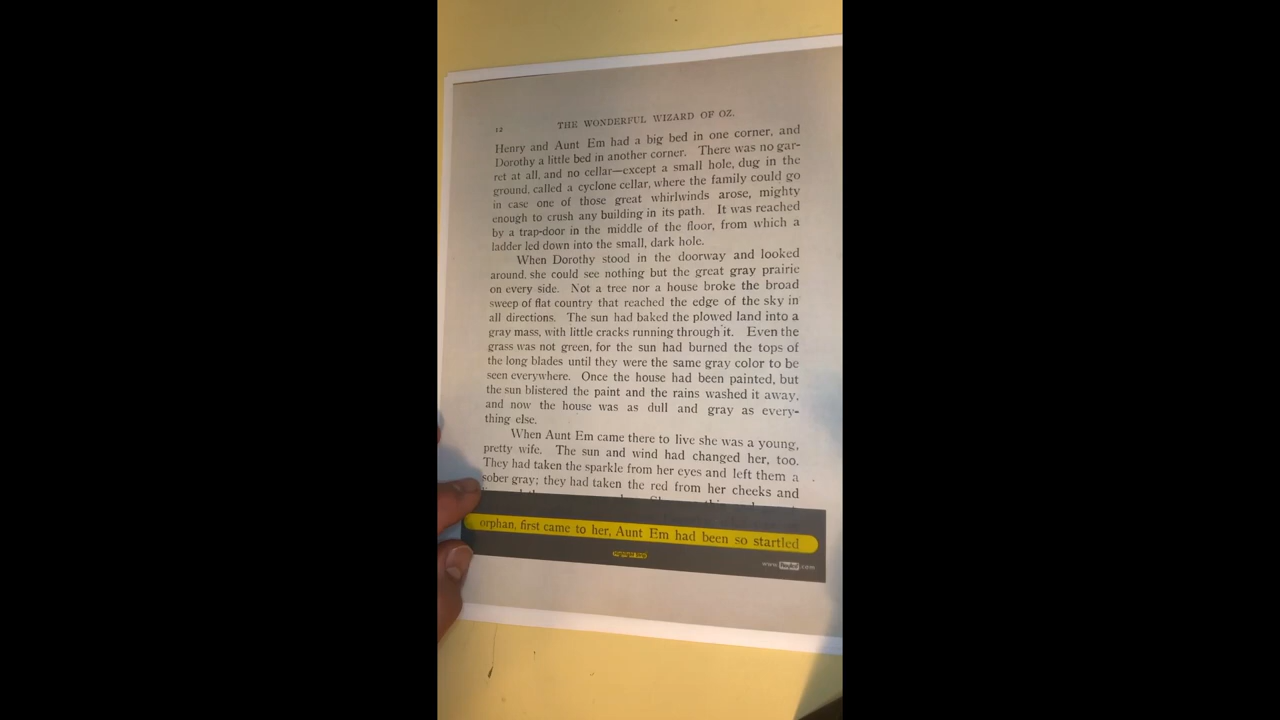 12
THE WONDERFUL WIZARD OF OZ.
Henry and Aunt Em had a big bed in one corner, and
Dorothy a little bed in another corner. There was no gar-
ret at all, and no cellar—except a small hole, dug in the
ground, called a cyclone cellar, where the family could go
in case one of those great whirlwinds arose, mighty
enough to crush any building in its path. It was reached
by a trap-door in the middle of the floor, from which a
ladder led down into the small, dark hole.
When Dorothy stood in the doorway and looked
around, she could see nothing but the great gray prairie
on every side. Not a tree nor a house broke the broad
sweep of flat country that reached the edge of the sky in
all directions. The sun had baked the plowed land into a
gray mass, with little cracks running through it. Even the
grass was not green, for the sun had burned the tops of
the long blades until they were the same gray color to be
seen everywhere. Once the house had been painted, but
the sun blistered the paint and the rains washed it away,
and now the house was as dull and gray as every-
thing else.
When Aunt Em came there to live she was a young,
pretty wife. The sun and wind had changed her, too.
They had taken the sparkle from her eyes and left them a
sober gray; they had taken the red from her cheeks and
orphan, first came to her, Aunt Em had been so startled
www. .com